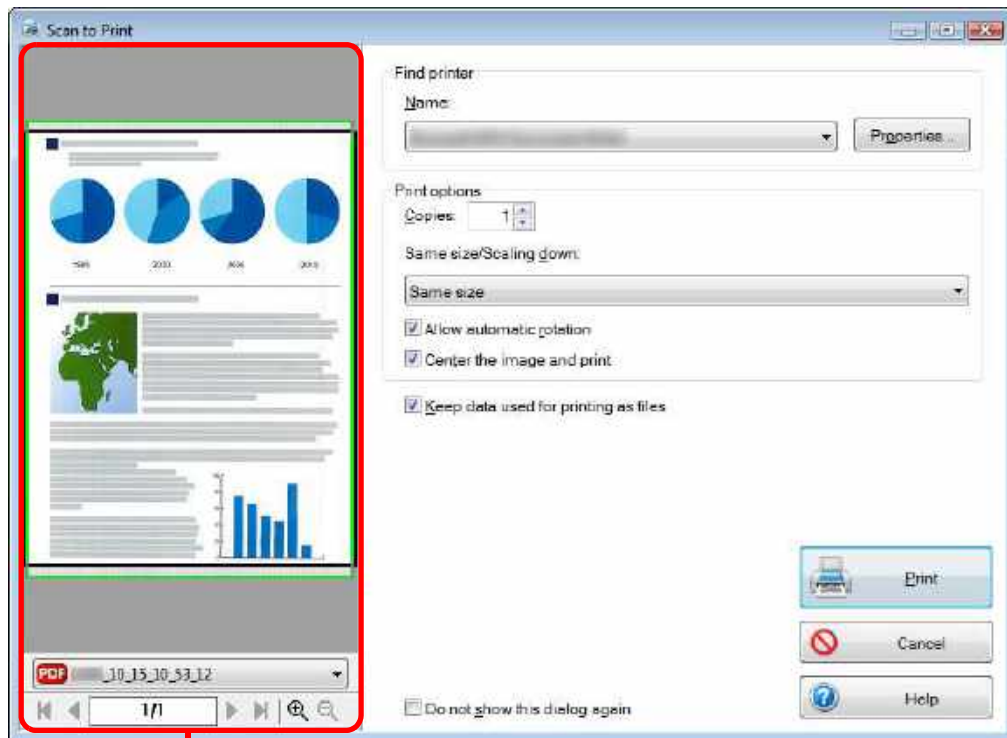 Scan to Print
Find printer
Name:
Properties...
Print options
Copies: 1
Same size/Scaling down:
Same size
Allow automatic rotation
Center the image and print
Keep data used for printing as files
Print
Cancel
Help
Do not show this dialog again
PDF _10_15_10_53_12
1/1